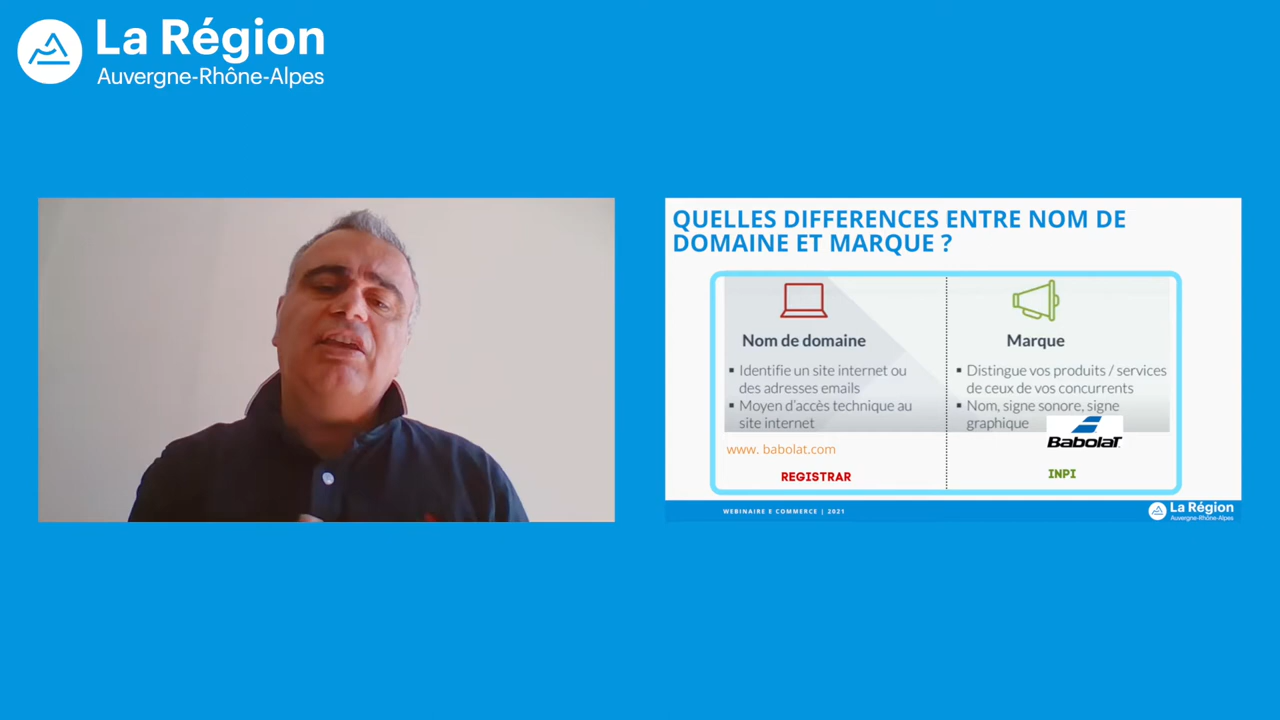 La Région
Auvergne-Rhône-Alpes
QUELLES DIFFERENCES ENTRE NOM DE
DOMAINE ET MARQUE ?
Nom de domaine
▪ Identifie un site internet ou
des adresses emails
▪ Moyen d'accès technique au
site internet
www. babolat.com
REGISTRAR
Marque
▪ Distingue vos produits / services
de ceux de vos concurrents
▪ Nom, signe sonore, signe
graphique
BABOLAT
INPI
WEBINAIRE E COMMERCE | 2021
La Région
Auvergne-Rhône-Alpes